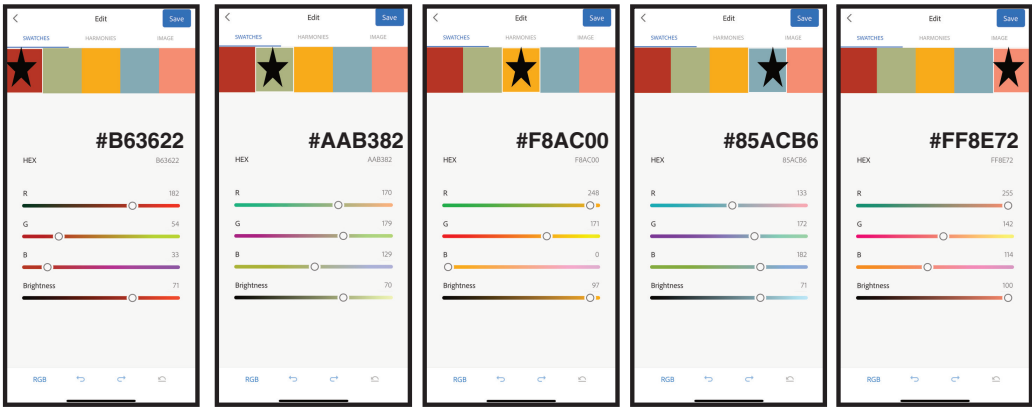 Edit Save
SWATCHES HARMONIES IMAGE
#B63622
HEX B63622
R 182
G 54
B 33
Brightness 71
RGB
Edit Save
SWATCHES HARMONIES IMAGE
#AAB382
HEX AAB382
R 170
G 179
B 129
Brightness 70
RGB
Edit Save
SWATCHES HARMONIES IMAGE
#F8AC00
HEX F8AC00
R 248
G 171
B 0
Brightness 97
RGB
Edit Save
SWATCHES HARMONIES IMAGE
#85ACB6
HEX 85ACB6
R 133
G 172
B 182
Brightness 71
RGB
Edit Save
SWATCHES HARMONIES IMAGE
#FF8E72
HEX FF8E72
R 255
G 142
B 114
Brightness 100
RGB